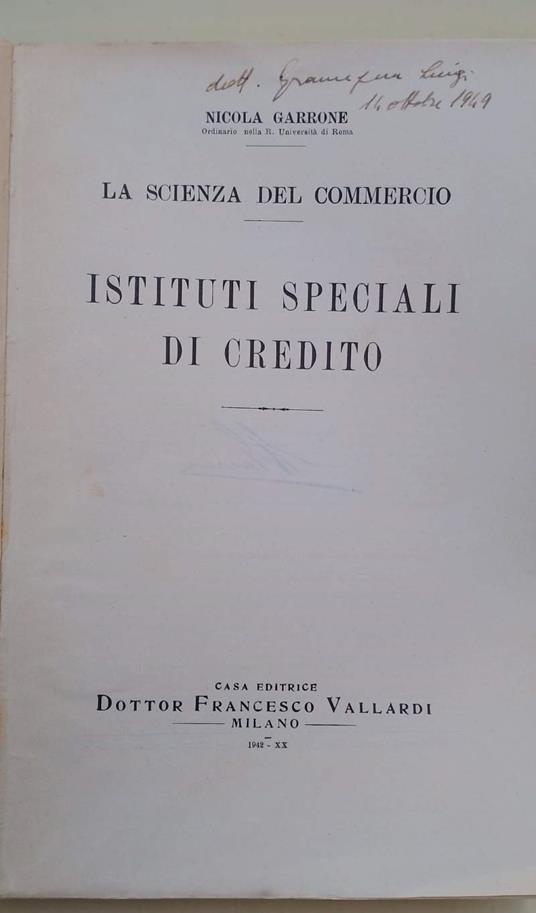 dott. Luigi
14 ottobre 1949
NICOLA GARRONE
Ordinario nella R. Università di Roma
LA SCIENZA DEL COMMERCIO
ISTITUTI SPECIALI
DI CREDITO
CASA EDITRICE
DOTTOR FRANCESCO VALLARDI
MILANO
1942 - XX